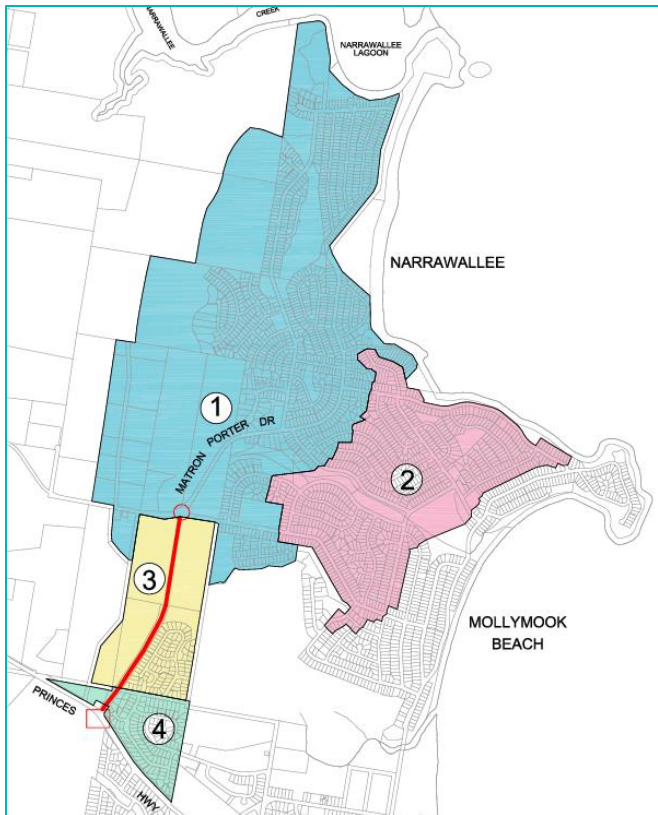 NARRAWALLEE
CREEK
NARRAWALLEE
LAGOON
NARRAWALLEE
1
MATRON PORTER DR
2
3
MOLLYMOOK
BEACH
PRINCES
4
HWY